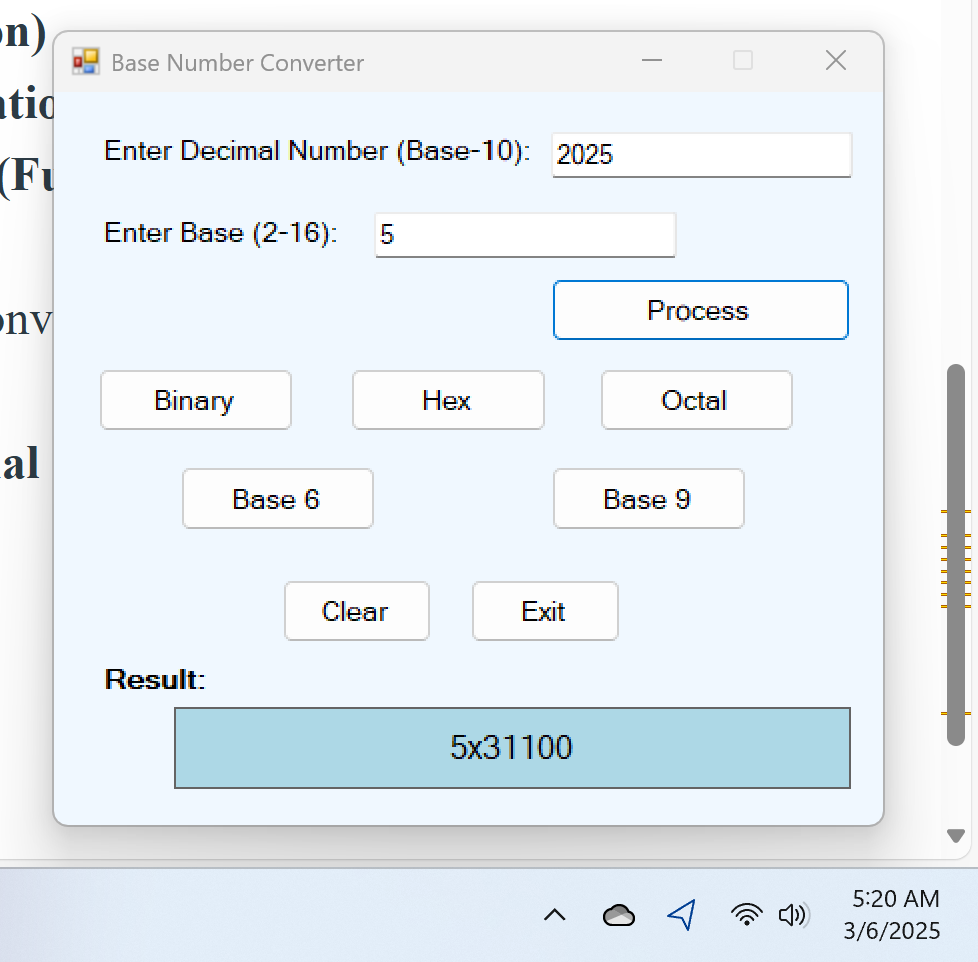 on)
Base Number Converter
atio
Enter Decimal Number (Base-10): 2025
(Fu
Enter Base (2-16): 5
Process
onv
Binary Hex Octal
al
Base 6 Base 9
Clear Exit
Result:
5x31100
5:20 AM
3/6/2025